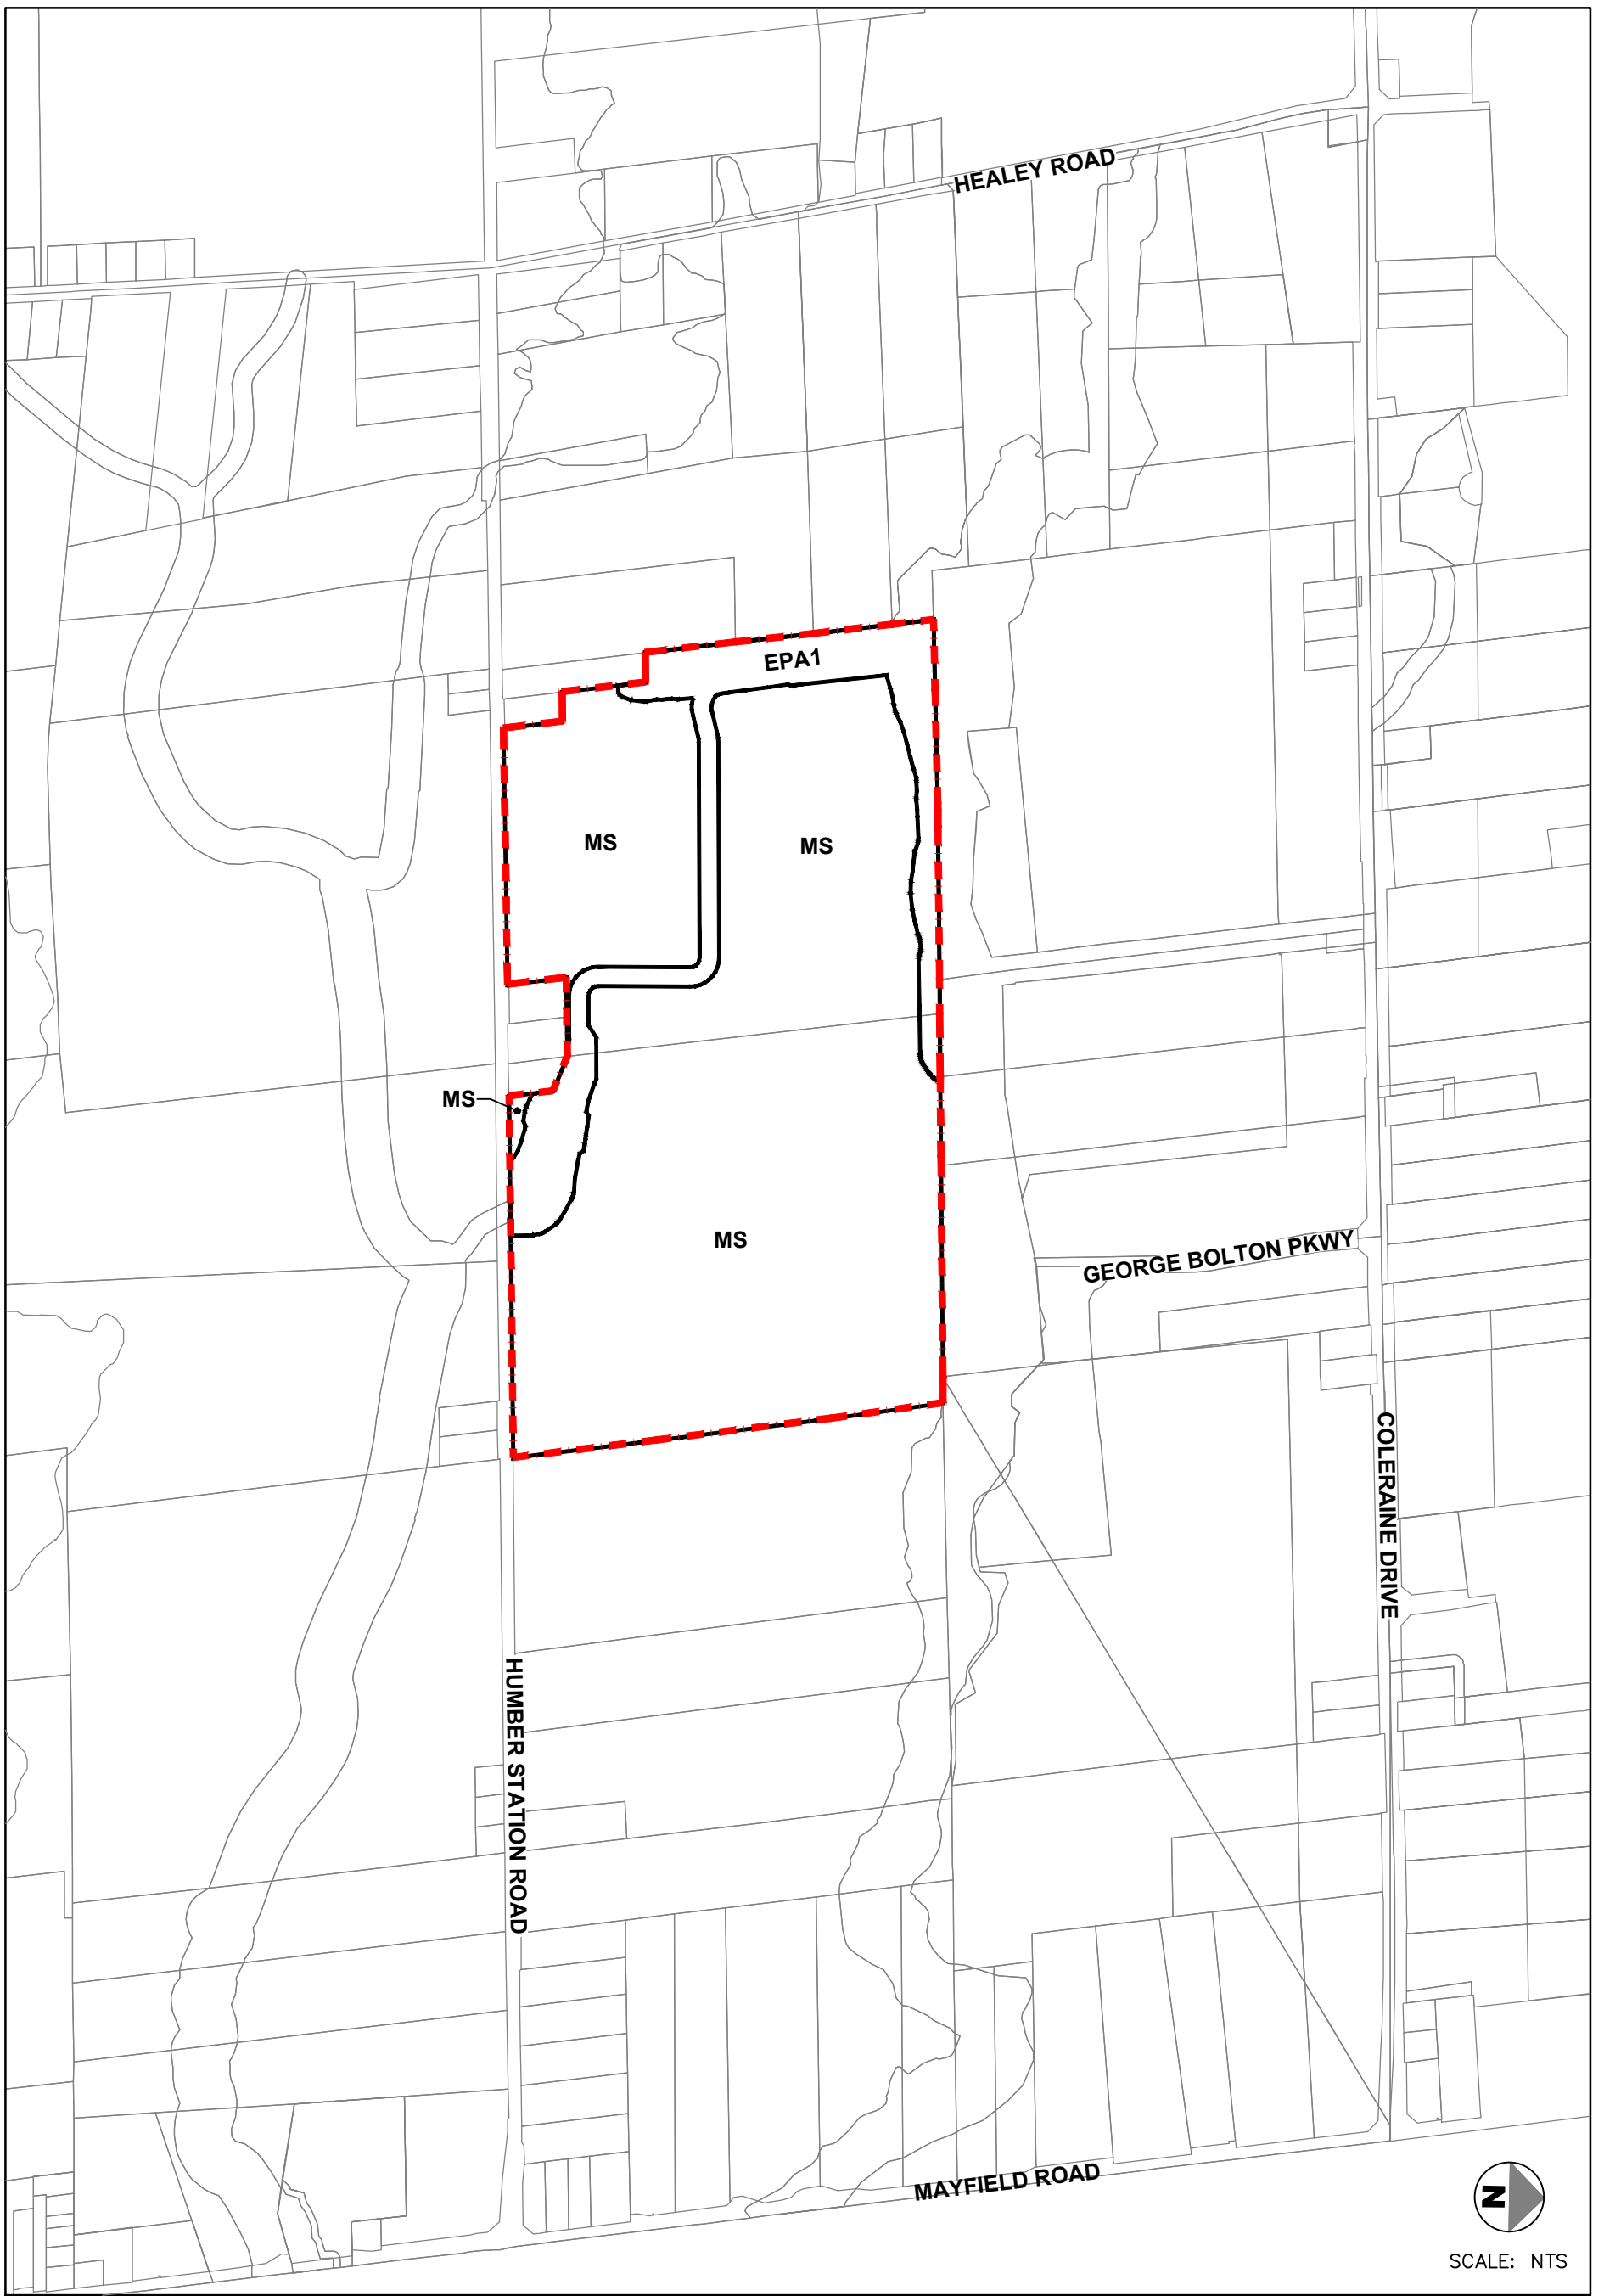 HEALEY ROAD
EPA1
MS
MS
MS
MS
GEORGE BOLTON PKWY
COLERAINE DRIVE
HUMBER STATION ROAD
MAYFIELD ROAD
N
SCALE: NTS